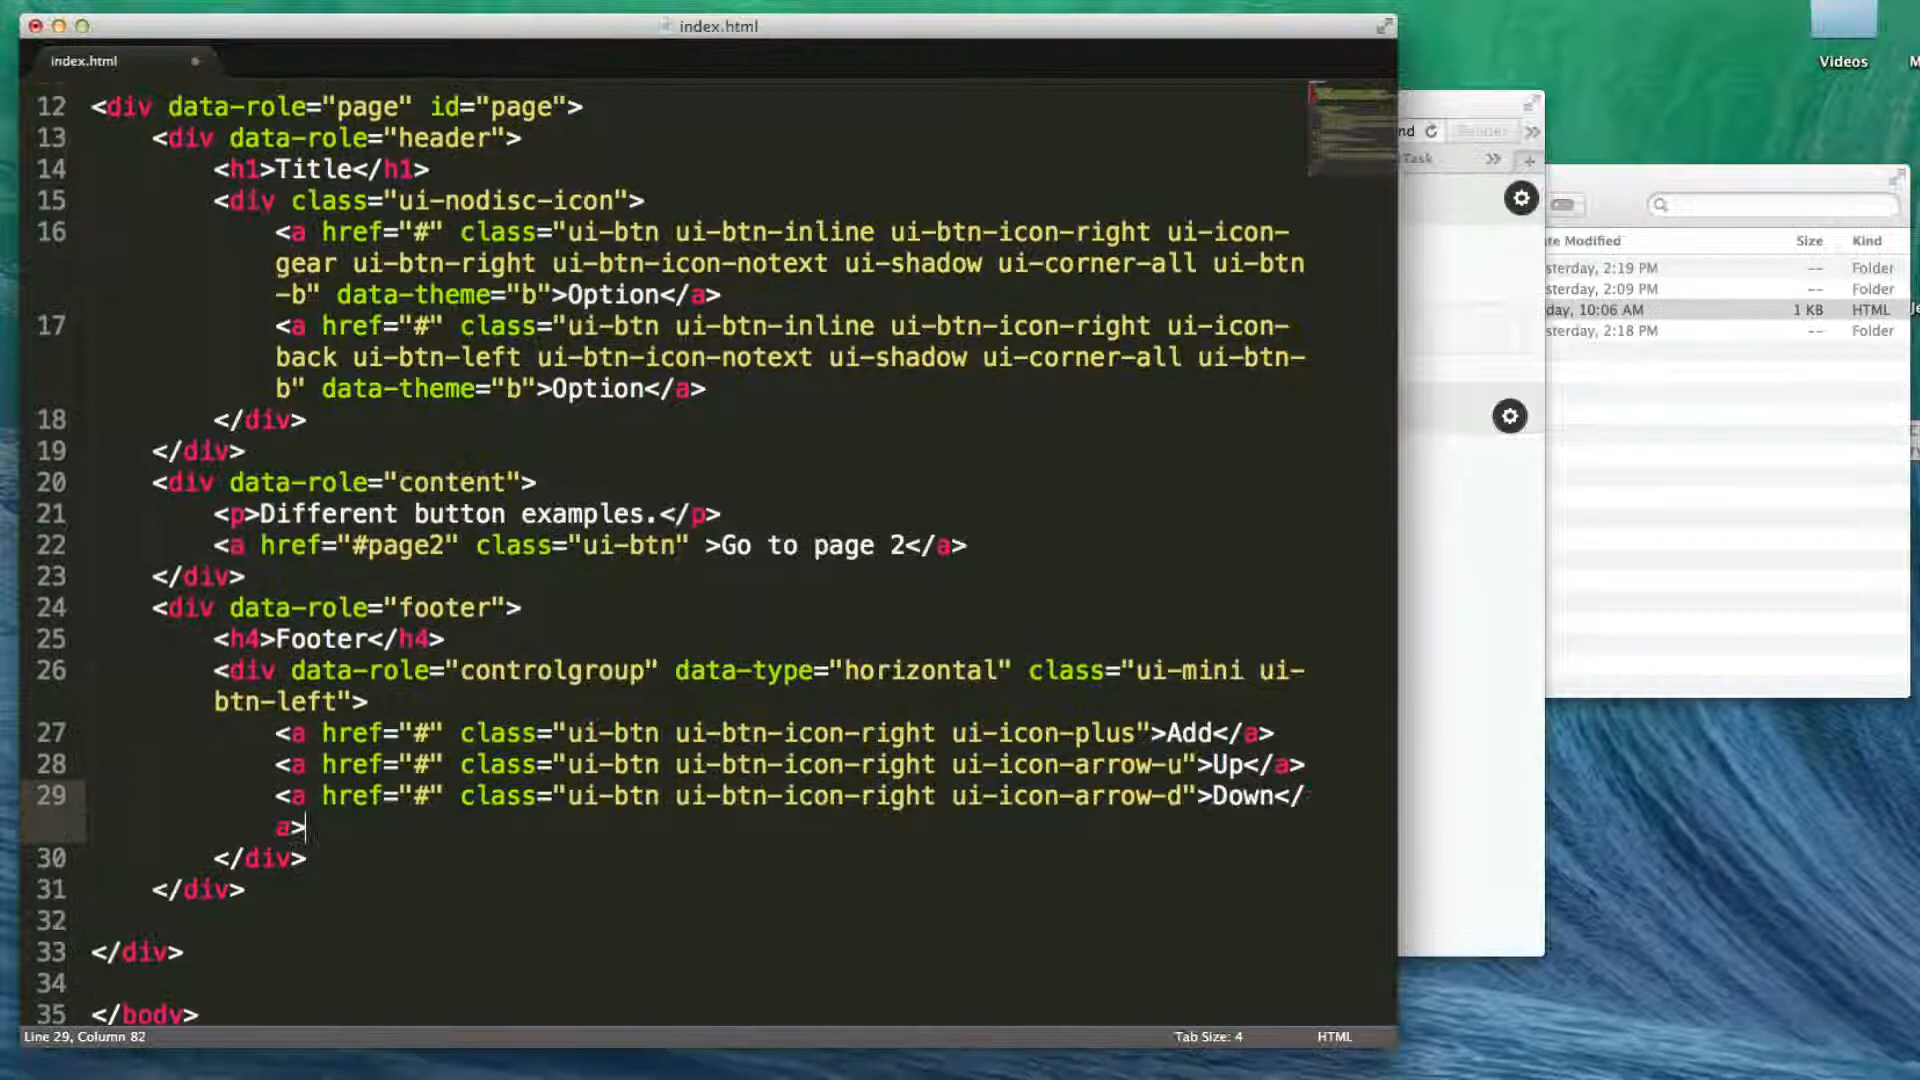 index.html
index.html
12 <div data-role="page" id="page">
13 <div data-role="header">
14 <h1>Title</h1>
15 <div class="ui-nodisc-icon">
16 <a href="#" class="ui-btn ui-btn-inline ui-btn-icon-right ui-icon-
gear ui-btn-right ui-btn-icon-notext ui-shadow ui-corner-all ui-btn
-b" data-theme="b">Option</a>
17 <a href="#" class="ui-btn ui-btn-inline ui-btn-icon-right ui-icon-
back ui-btn-left ui-btn-icon-notext ui-shadow ui-corner-all ui-btn-
b" data-theme="b">Option</a>
18 </div>
19 </div>
20 <div data-role="content">
21 <p>Different button examples.</p>
22 <a href="#page2" class="ui-btn" >Go to page 2</a>
23 </div>
24 <div data-role="footer">
25 <h4>Footer</h4>
26 <div data-role="controlgroup" data-type="horizontal" class="ui-mini ui-
btn-left">
27 <a href="#" class="ui-btn ui-btn-icon-right ui-icon-plus">Add</a>
28 <a href="#" class="ui-btn ui-btn-icon-right ui-icon-arrow-u">Up</a>
29 <a href="#" class="ui-btn ui-btn-icon-right ui-icon-arrow-d">Down</
a>
30 </div>
31 </div>
32
33 </div>
34
35 </body>
Line 29, Column 82 Tab Size: 4 HTML
nd Reader
Task
Videos
M
te Modified Size Kind
sterday, 2:19 PM -- Folder
sterday, 2:09 PM -- Folder
day, 10:06 AM 1 KB HTML
sterday, 2:18 PM -- Folder